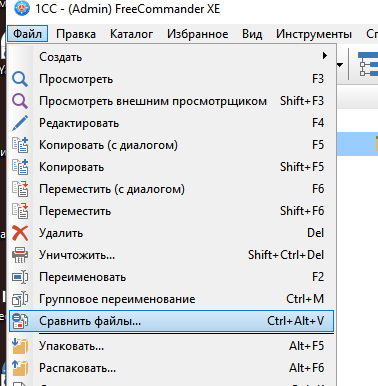 1CC - (Admin) FreeCommander XE
Файл Правка Каталог Избранное Вид Инструменты
Создать
Просмотреть F3
Просмотреть внешним просмотрщиком Shift+F3
Редактировать F4
Копировать (с диалогом) F5
Копировать Shift+F5
Переместить (с диалогом) F6
Переместить Shift+F6
Удалить Del
Уничтожить... Shift+Ctrl+Del
Переименовать F2
Групповое переименование Ctrl+M
Сравнить файлы... Ctrl+Alt+V
Упаковать... Alt+F5
Распаковать... Alt+F6